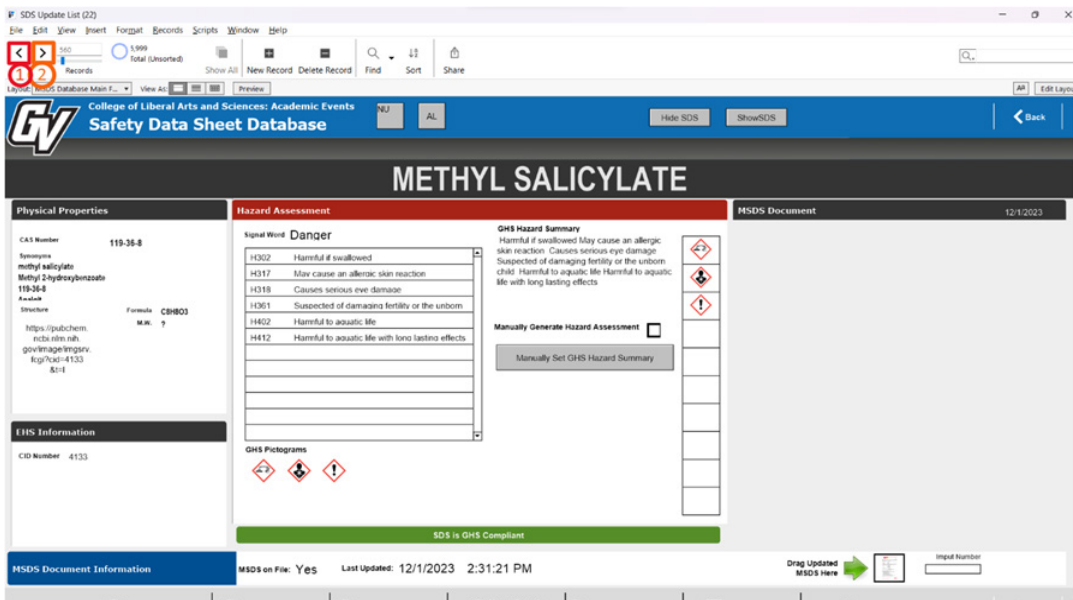 SDS Update List (22)
File Edit View Insert Format Records Scripts Window Help
560
5,999
Total (Unsorted)
Records
Show All New Record Delete Record Find Sort Share
1 2
Layout: MSDS Database Main F... View As: Preview
Aa Edit Layou
GV
College of Liberal Arts and Sciences: Academic Events
Safety Data Sheet Database
NU
AL
Hide SDS
ShowSDS
Back
METHYL SALICYLATE
Physical Properties
CAS Number 119-36-8
Synonyms
methyl salicylate
Methyl 2-hydroxybenzoate
119-36-8
Structure
Formula C8H8O3
M.W. ?
https://pubchem.
ncbi.nlm.nih.
gov/image/imgsrv.
fcgi?cid=4133
&t=l
EHS Information
CID Number 4133
Hazard Assessment
Signal Word Danger
H302 Harmful if swallowed
H317 May cause an allergic skin reaction
H318 Causes serious eye damage
H361 Suspected of damaging fertility or the unborn
H402 Harmful to aquatic life
H412 Harmful to aquatic life with long lasting effects
GHS Pictograms
GHS Hazard Summary
Harmful if swallowed May cause an allergic
skin reaction Causes serious eye damage
Suspected of damaging fertility or the unborn
child Harmful to aquatic life Harmful to aquatic
life with long lasting effects
Manually Generate Hazard Assessment
Manually Set GHS Hazard Summary
SDS is GHS Compliant
MSDS Document
12/1/2023
MSDS Document Information
MSDS on File: Yes Last Updated: 12/1/2023 2:31:21 PM
Drag Updated
MSDS Here
Imput Number